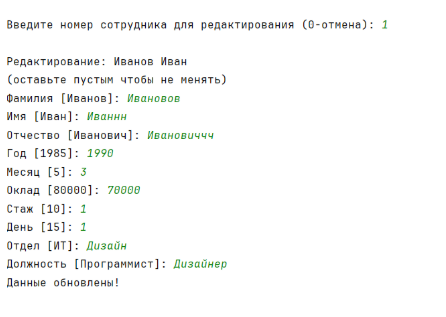 Введите номер сотрудника для редактирования (0-отмена): 1
Редактирование: Иванов Иван
(оставьте пустым чтобы не менять)
Фамилия [Иванов]: Ивановов
Имя [Иван]: Иваннн
Отчество [Иванович]: Ивановиччч
Год [1985]: 1990
Месяц [5]: 3
Оклад [80000]: 70000
Стаж [10]: 1
День [15]: 1
Отдел [ИТ]: Дизайн
Должность [Программист]: Дизайнер
Данные обновлены!